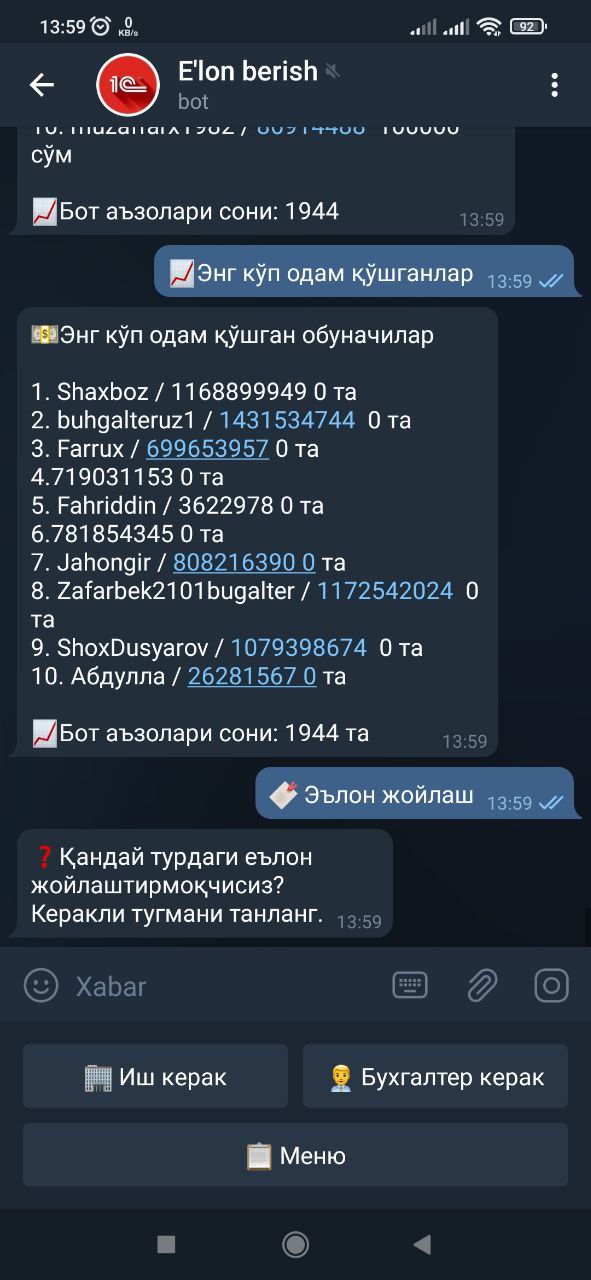 13:59 0 KB/s 92
E'lon berish
bot
10. muzaffarx1982 / 80914488 100000
сўм
📈Бот аъзолари сони: 1944 13:59
📈Энг кўп одам қўшганлар 13:59
💵Энг кўп одам қўшган обуначилар
1. Shaxboz / 1168899949 0 та
2. buhgalteruz1 / 1431534744 0 та
3. Farrux / 699653957 0 та
4.719031153 0 та
5. Fahriddin / 3622978 0 та
6.781854345 0 та
7. Jahongir / 808216390 0 та
8. Zafarbek2101bugalter / 1172542024 0
та
9. ShoxDusyarov / 1079398674 0 та
10. Абдулла / 26281567 0 та
📈Бот аъзолари сони: 1944 та 13:59
Эълон жойлаш 13:59
❓Қандай турдаги еълон
жойлаштирмоқчисиз?
Керакли тугмани танланг. 13:59
Xabar
🏢 Иш керак
👨‍💼 Бухгалтер керак
📋 Меню